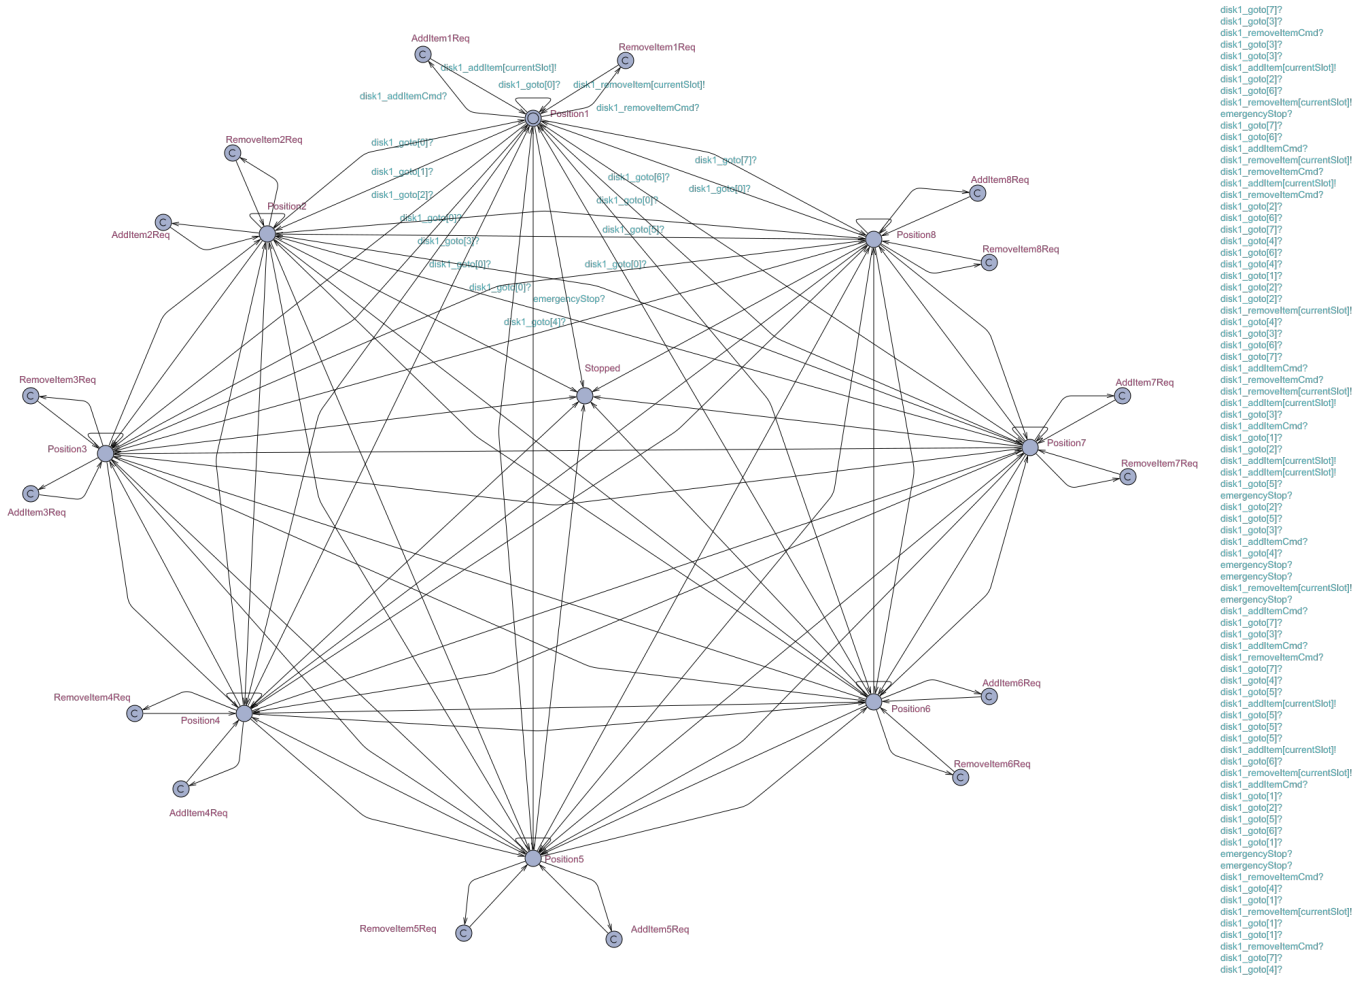 AddItem1Req
RemoveItem1Req
disk1_addItem[currentSlot]!
disk1_goto[0]?
disk1_removeItem[currentSlot]!
disk1_addItemCmd?
disk1_removeItemCmd?
Position1
RemoveItem2Req
disk1_goto[0]?
disk1_goto[7]?
disk1_goto[1]?
disk1_goto[6]?
AddItem8Req
disk1_goto[2]?
disk1_goto[0]?
disk1_goto[0]?
Position2
disk1_goto[0]?
AddItem2Req
disk1_goto[5]?
Position8
disk1_goto[3]?
RemoveItem8Req
disk1_goto[0]?
disk1_goto[0]?
disk1_goto[0]?
emergencyStop?
disk1_goto[4]?
Stopped
RemoveItem3Req
AddItem7Req
Position3
Position7
RemoveItem7Req
AddItem3Req
AddItem6Req
RemoveItem4Req
Position4
Position6
RemoveItem6Req
AddItem4Req
Position5
RemoveItem5Req
AddItem5Req
disk1_goto[7]?
disk1_goto[3]?
disk1_removeItemCmd?
disk1_goto[3]?
disk1_goto[3]?
disk1_addItem[currentSlot]!
disk1_goto[2]?
disk1_goto[6]?
disk1_removeItem[currentSlot]!
emergencyStop?
disk1_goto[7]?
disk1_goto[6]?
disk1_addItemCmd?
disk1_removeItem[currentSlot]!
disk1_removeItemCmd?
disk1_addItem[currentSlot]!
disk1_removeItemCmd?
disk1_goto[2]?
disk1_goto[6]?
disk1_goto[7]?
disk1_goto[4]?
disk1_goto[6]?
disk1_goto[4]?
disk1_goto[1]?
disk1_goto[2]?
disk1_goto[2]?
disk1_removeItem[currentSlot]!
disk1_goto[4]?
disk1_goto[3]?
disk1_goto[6]?
disk1_goto[7]?
disk1_addItemCmd?
disk1_removeItemCmd?
disk1_removeItem[currentSlot]!
disk1_addItem[currentSlot]!
disk1_goto[3]?
disk1_addItemCmd?
disk1_goto[1]?
disk1_goto[2]?
disk1_addItem[currentSlot]!
disk1_addItem[currentSlot]!
disk1_goto[5]?
emergencyStop?
disk1_goto[2]?
disk1_goto[5]?
disk1_goto[3]?
disk1_addItemCmd?
disk1_goto[4]?
emergencyStop?
emergencyStop?
disk1_removeItem[currentSlot]!
emergencyStop?
disk1_addItemCmd?
disk1_goto[7]?
disk1_goto[3]?
disk1_addItemCmd?
disk1_removeItemCmd?
disk1_goto[7]?
disk1_goto[4]?
disk1_goto[5]?
disk1_addItem[currentSlot]!
disk1_goto[5]?
disk1_goto[5]?
disk1_goto[5]?
disk1_addItem[currentSlot]!
disk1_goto[6]?
disk1_removeItem[currentSlot]!
disk1_addItemCmd?
disk1_goto[1]?
disk1_goto[2]?
disk1_goto[5]?
disk1_goto[6]?
disk1_goto[1]?
emergencyStop?
emergencyStop?
disk1_removeItemCmd?
disk1_goto[4]?
disk1_goto[1]?
disk1_removeItem[currentSlot]!
disk1_goto[1]?
disk1_goto[1]?
disk1_removeItemCmd?
disk1_goto[7]?
disk1_goto[4]?